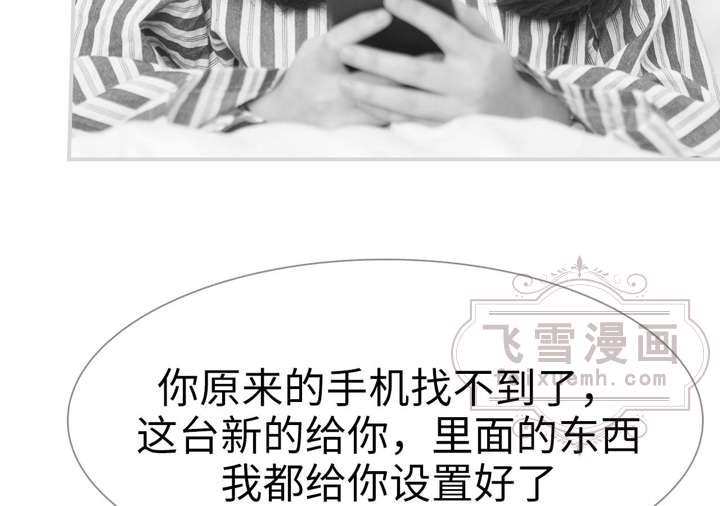 飞雪漫画
feixuemh.com
你原来的手机找不到了，
这台新的给你，里面的东西
我都给你设置好了